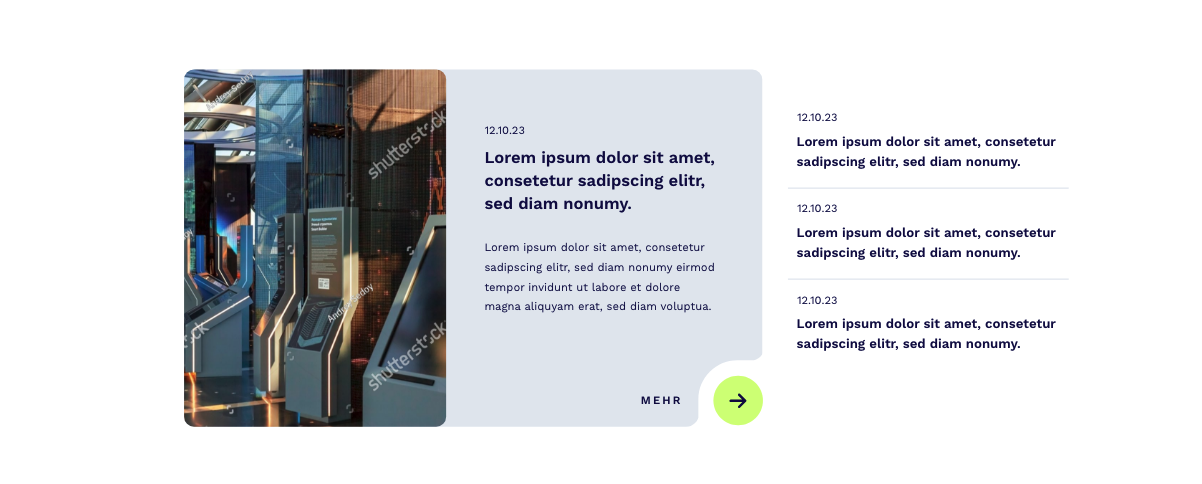 Andrei Sedoy
shutterstock
Andrei Sedoy
shutterstock
12.10.23
Lorem ipsum dolor sit amet,
consetetur sadipscing elitr,
sed diam nonumy.
Lorem ipsum dolor sit amet, consetetur
sadipscing elitr, sed diam nonumy eirmod
tempor invidunt ut labore et dolore
magna aliquyam erat, sed diam voluptua.
MEHR
12.10.23
Lorem ipsum dolor sit amet, consetetur
sadipscing elitr, sed diam nonumy.
12.10.23
Lorem ipsum dolor sit amet, consetetur
sadipscing elitr, sed diam nonumy.
12.10.23
Lorem ipsum dolor sit amet, consetetur
sadipscing elitr, sed diam nonumy.